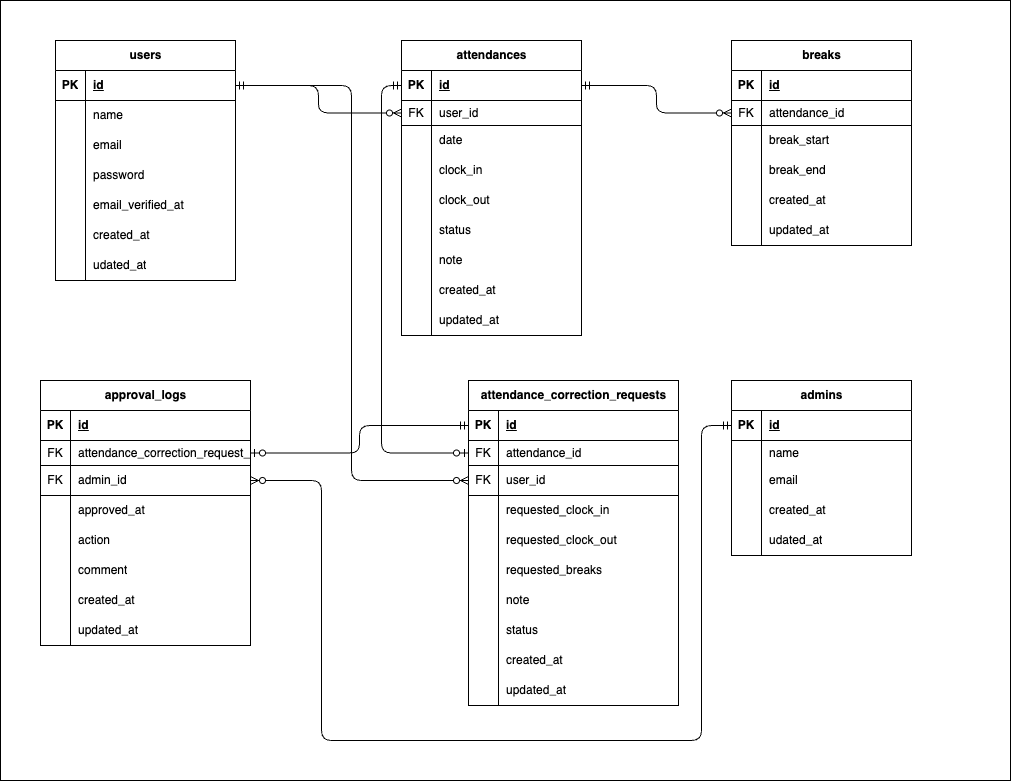 users
PK id
name
email
password
email_verified_at
created_at
udated_at
attendances
PK id
FK user_id
date
clock_in
clock_out
status
note
created_at
updated_at
breaks
PK id
FK attendance_id
break_start
break_end
created_at
updated_at
approval_logs
PK id
FK attendance_correction_request_
FK admin_id
approved_at
action
comment
created_at
updated_at
attendance_correction_requests
PK id
FK attendance_id
FK user_id
requested_clock_in
requested_clock_out
requested_breaks
note
status
created_at
updated_at
admins
PK id
name
email
created_at
udated_at